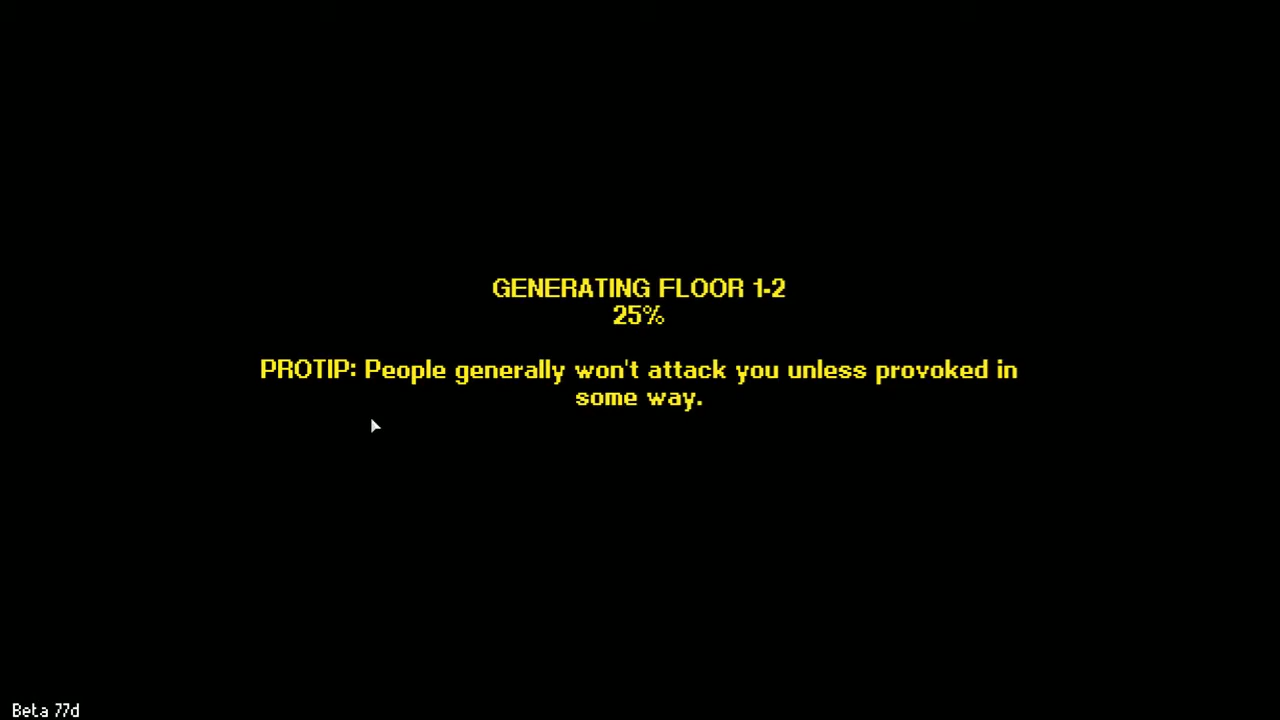 GENERATING FLOOR 1-2
25%
PROTIP: People generally won't attack you unless provoked in
some way.
Beta 77d